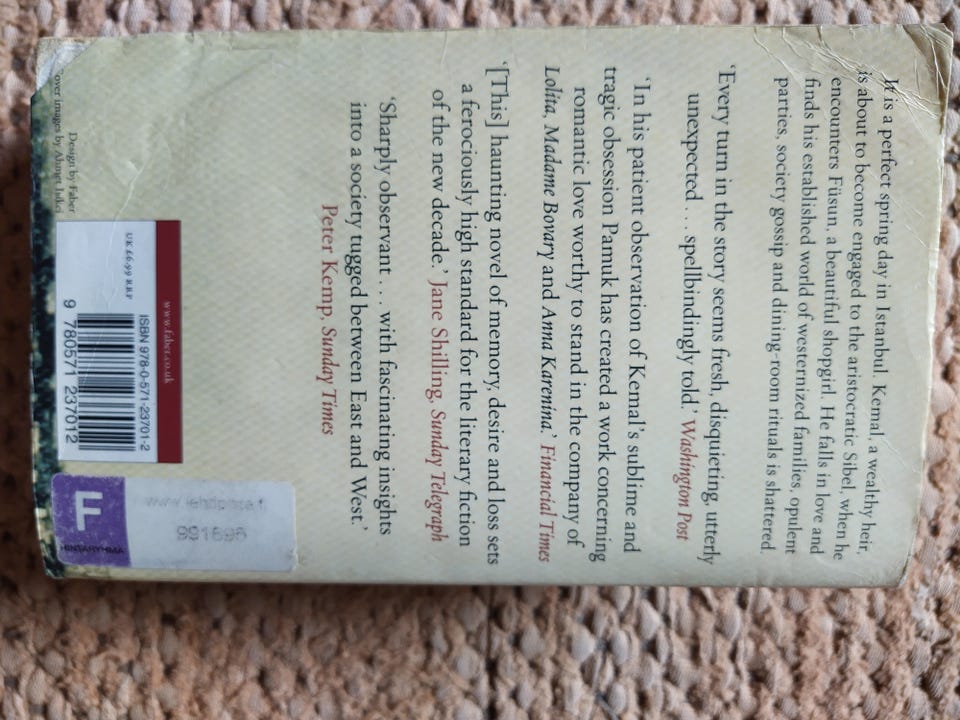 It is a perfect spring day in Istanbul. Kemal, a wealthy heir,
is about to become engaged to the aristocratic Sibel, when he
encounters Füsun, a beautiful shopgirl. He falls in love and
finds his established world of westernized families, opulent
parties, society gossip and dining-room rituals is shattered.
‘Every turn in the story seems fresh, disquieting, utterly
unexpected . . . spellbindingly told.’ Washington Post
‘In his patient observation of Kemal’s sublime and
tragic obsession Pamuk has created a work concerning
romantic love worthy to stand in the company of
Lolita, Madame Bovary and Anna Karenina.’ Financial Times
‘[This] haunting novel of memory, desire and loss sets
a ferociously high standard for the literary fiction
of the new decade.’ Jane Shilling, Sunday Telegraph
‘Sharply observant . . . with fascinating insights
into a society tugged between East and West.’
Peter Kemp, Sunday Times
Design by Faber
over images by Ahmet Işıkçı
www.faber.co.uk
ISBN 978-0-571-23701-2
UK £6.99 RRP
9 780571 237012
F
HINTARYHMÄ
991695